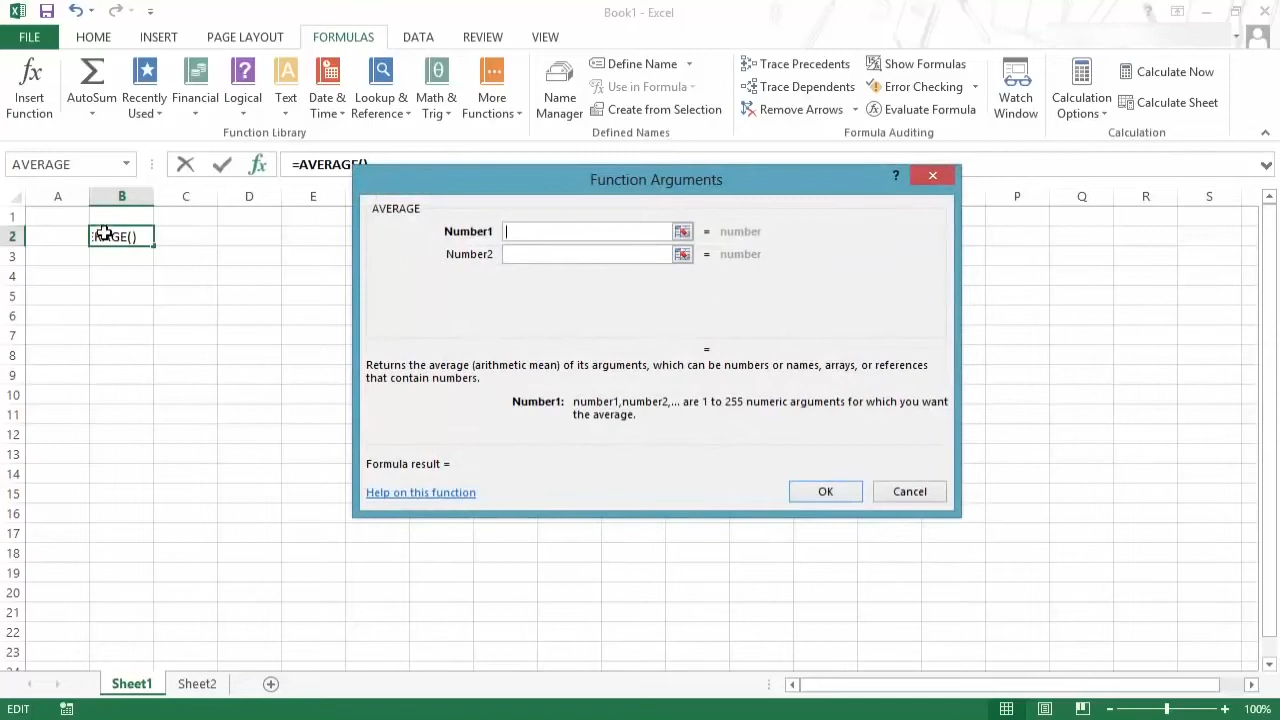 Book1 - Excel
FILE HOME INSERT PAGE LAYOUT FORMULAS DATA REVIEW VIEW
Insert Function
AutoSum
Recently Used
Financial
Logical
Text
Date & Time
Lookup & Reference
Math & Trig
More Functions
Function Library
Name Manager
Define Name
Use in Formula
Create from Selection
Defined Names
Trace Precedents
Trace Dependents
Remove Arrows
Show Formulas
Error Checking
Evaluate Formula
Formula Auditing
Watch Window
Calculation Options
Calculate Now
Calculate Sheet
Calculation
AVERAGE
fx
=AVERAGE()
A B C D E P Q R S
1
2
3
4
5
6
7
8
9
10
11
12
13
14
15
16
17
18
19
20
21
22
23
Function Arguments
?
AVERAGE
Number1 = number
Number2 = number
=
Returns the average (arithmetic mean) of its arguments, which can be numbers or names, arrays, or references
that contain numbers.
Number1: number1,number2,... are 1 to 255 numeric arguments for which you want
the average.
Formula result =
Help on this function
OK Cancel
Sheet1 Sheet2
EDIT
100%